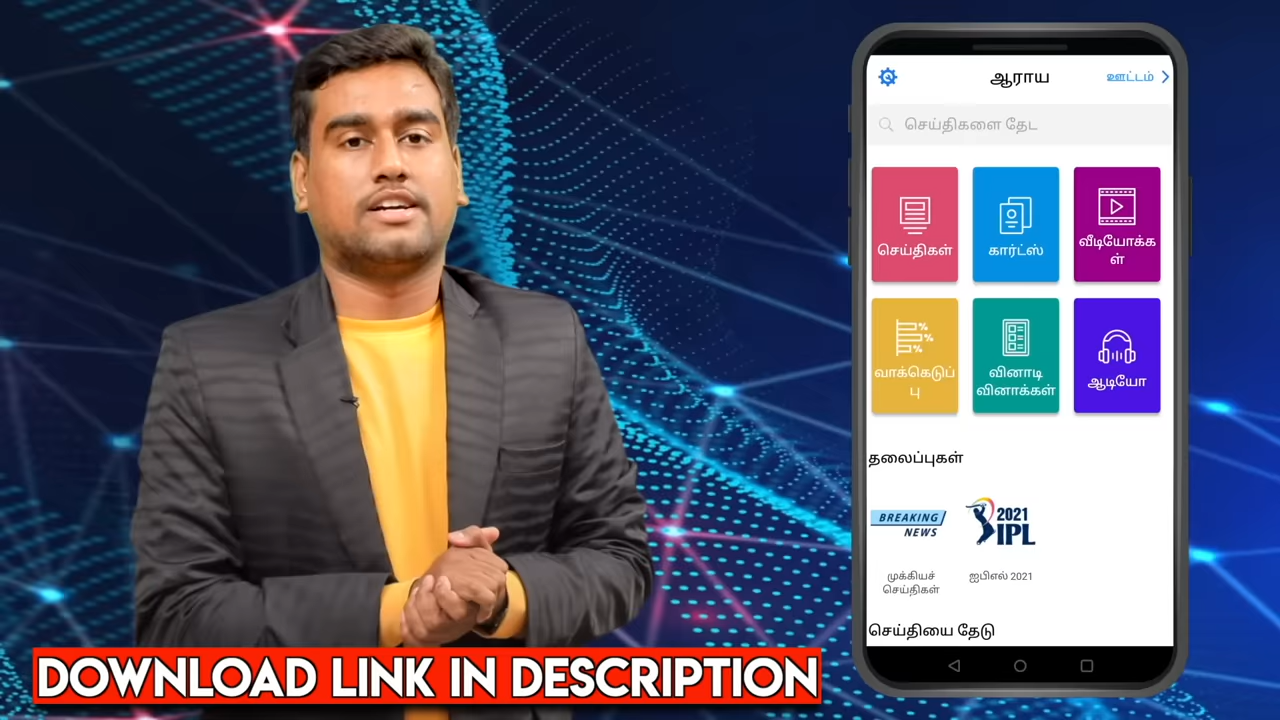 ஆராய
ஊட்டம்
செய்திகளை தேட
செய்திகள்
கார்ட்ஸ்
வீடியோக்க
ள்
வாக்கெடுப்
பு
வினாடி
வினாக்கள்
ஆடியோ
தலைப்புகள்
BREAKING
NEWS
2021
IPL
முக்கியச்
செய்திகள்
ஐபிஎல் 2021
செய்தியை தேடு
DOWNLOAD LINK IN DESCRIPTION